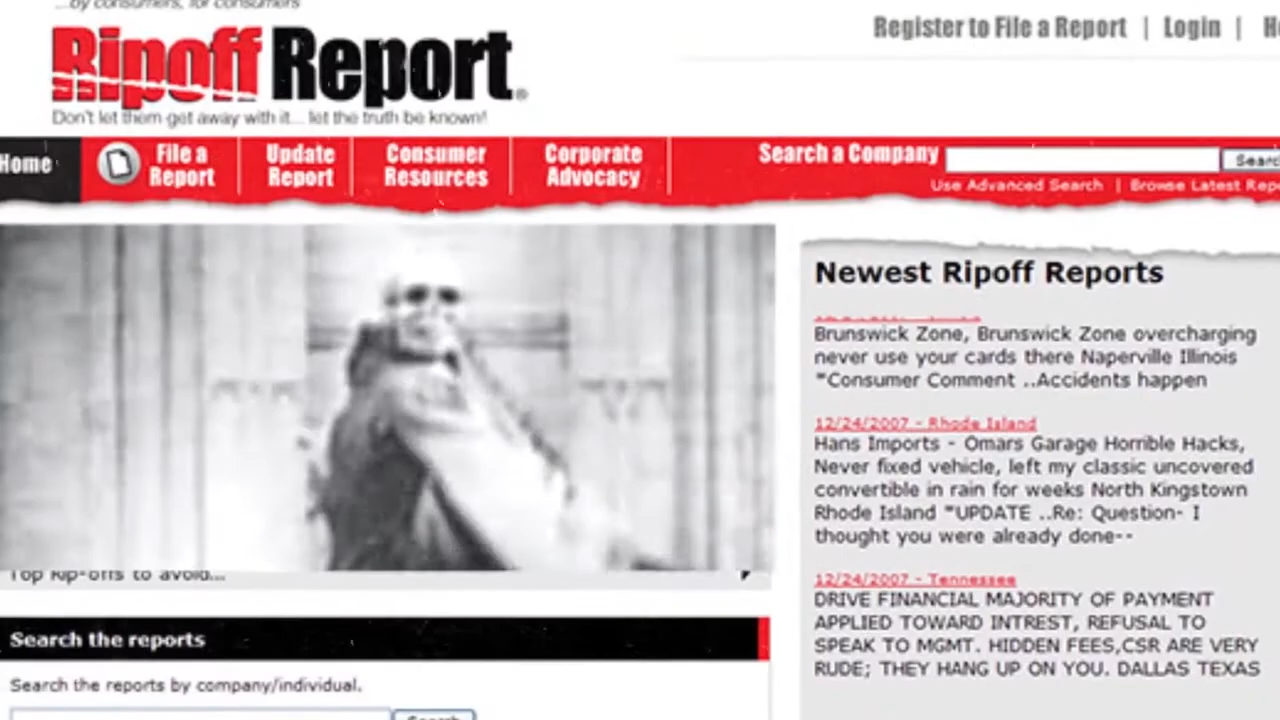 ...by consumers, for consumers
Register to File a Report | Login |
Ripoff Report®
Don't let them get away with it... let the truth be known!
Home
File a
Report
Update
Report
Consumer
Resources
Corporate
Advocacy
Search a Company
Use Advanced Search | Browse Latest
Newest Ripoff Reports
Brunswick Zone, Brunswick Zone overcharging
never use your cards there Naperville Illinois
*Consumer Comment ..Accidents happen
12/24/2007 - Rhode Island
Hans Imports - Omars Garage Horrible Hacks,
Never fixed vehicle, left my classic uncovered
convertible in rain for weeks North Kingstown
Rhode Island *UPDATE ..Re: Question- I
thought you were already done--
12/24/2007 - Tennessee
DRIVE FINANCIAL MAJORITY OF PAYMENT
APPLIED TOWARD INTREST, REFUSAL TO
SPEAK TO MGMT. HIDDEN FEES,CSR ARE VERY
RUDE; THEY HANG UP ON YOU. DALLAS TEXAS
Top Rip-offs to avoid...
Search the reports
Search the reports by company/individual.
Search